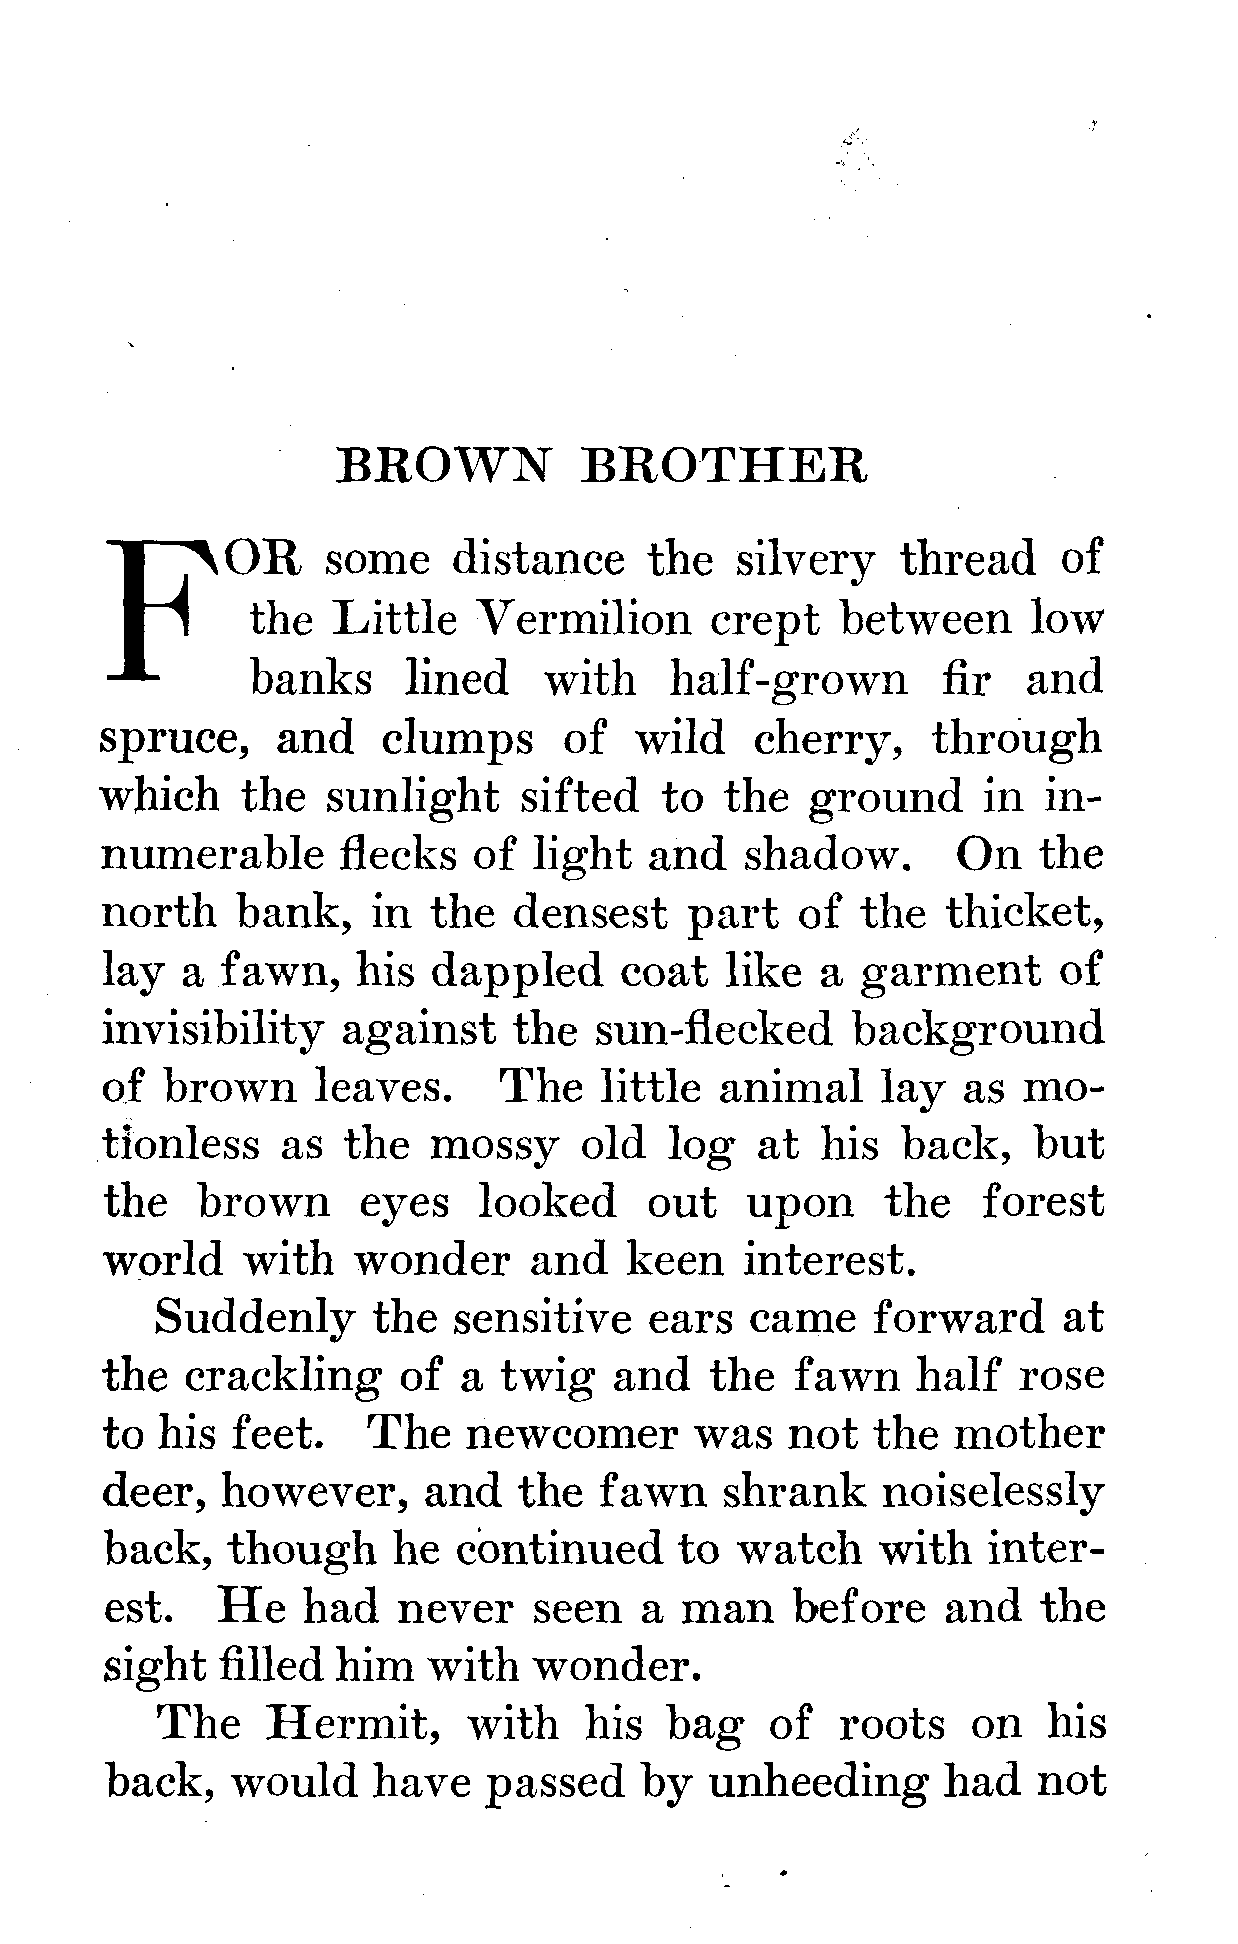 BROWN BROTHER
FOR some distance the silvery thread of
the Little Vermilion crept between low
banks lined with half-grown fir and
spruce, and clumps of wild cherry, through
which the sunlight sifted to the ground in in-
numerable flecks of light and shadow. On the
north bank, in the densest part of the thicket,
lay a fawn, his dappled coat like a garment of
invisibility against the sun-flecked background
of brown leaves. The little animal lay as mo-
tionless as the mossy old log at his back, but
the brown eyes looked out upon the forest
world with wonder and keen interest.
Suddenly the sensitive ears came forward at
the crackling of a twig and the fawn half rose
to his feet. The newcomer was not the mother
deer, however, and the fawn shrank noiselessly
back, though he continued to watch with inter-
est. He had never seen a man before and the
sight filled him with wonder.
The Hermit, with his bag of roots on his
back, would have passed by unheeding had not